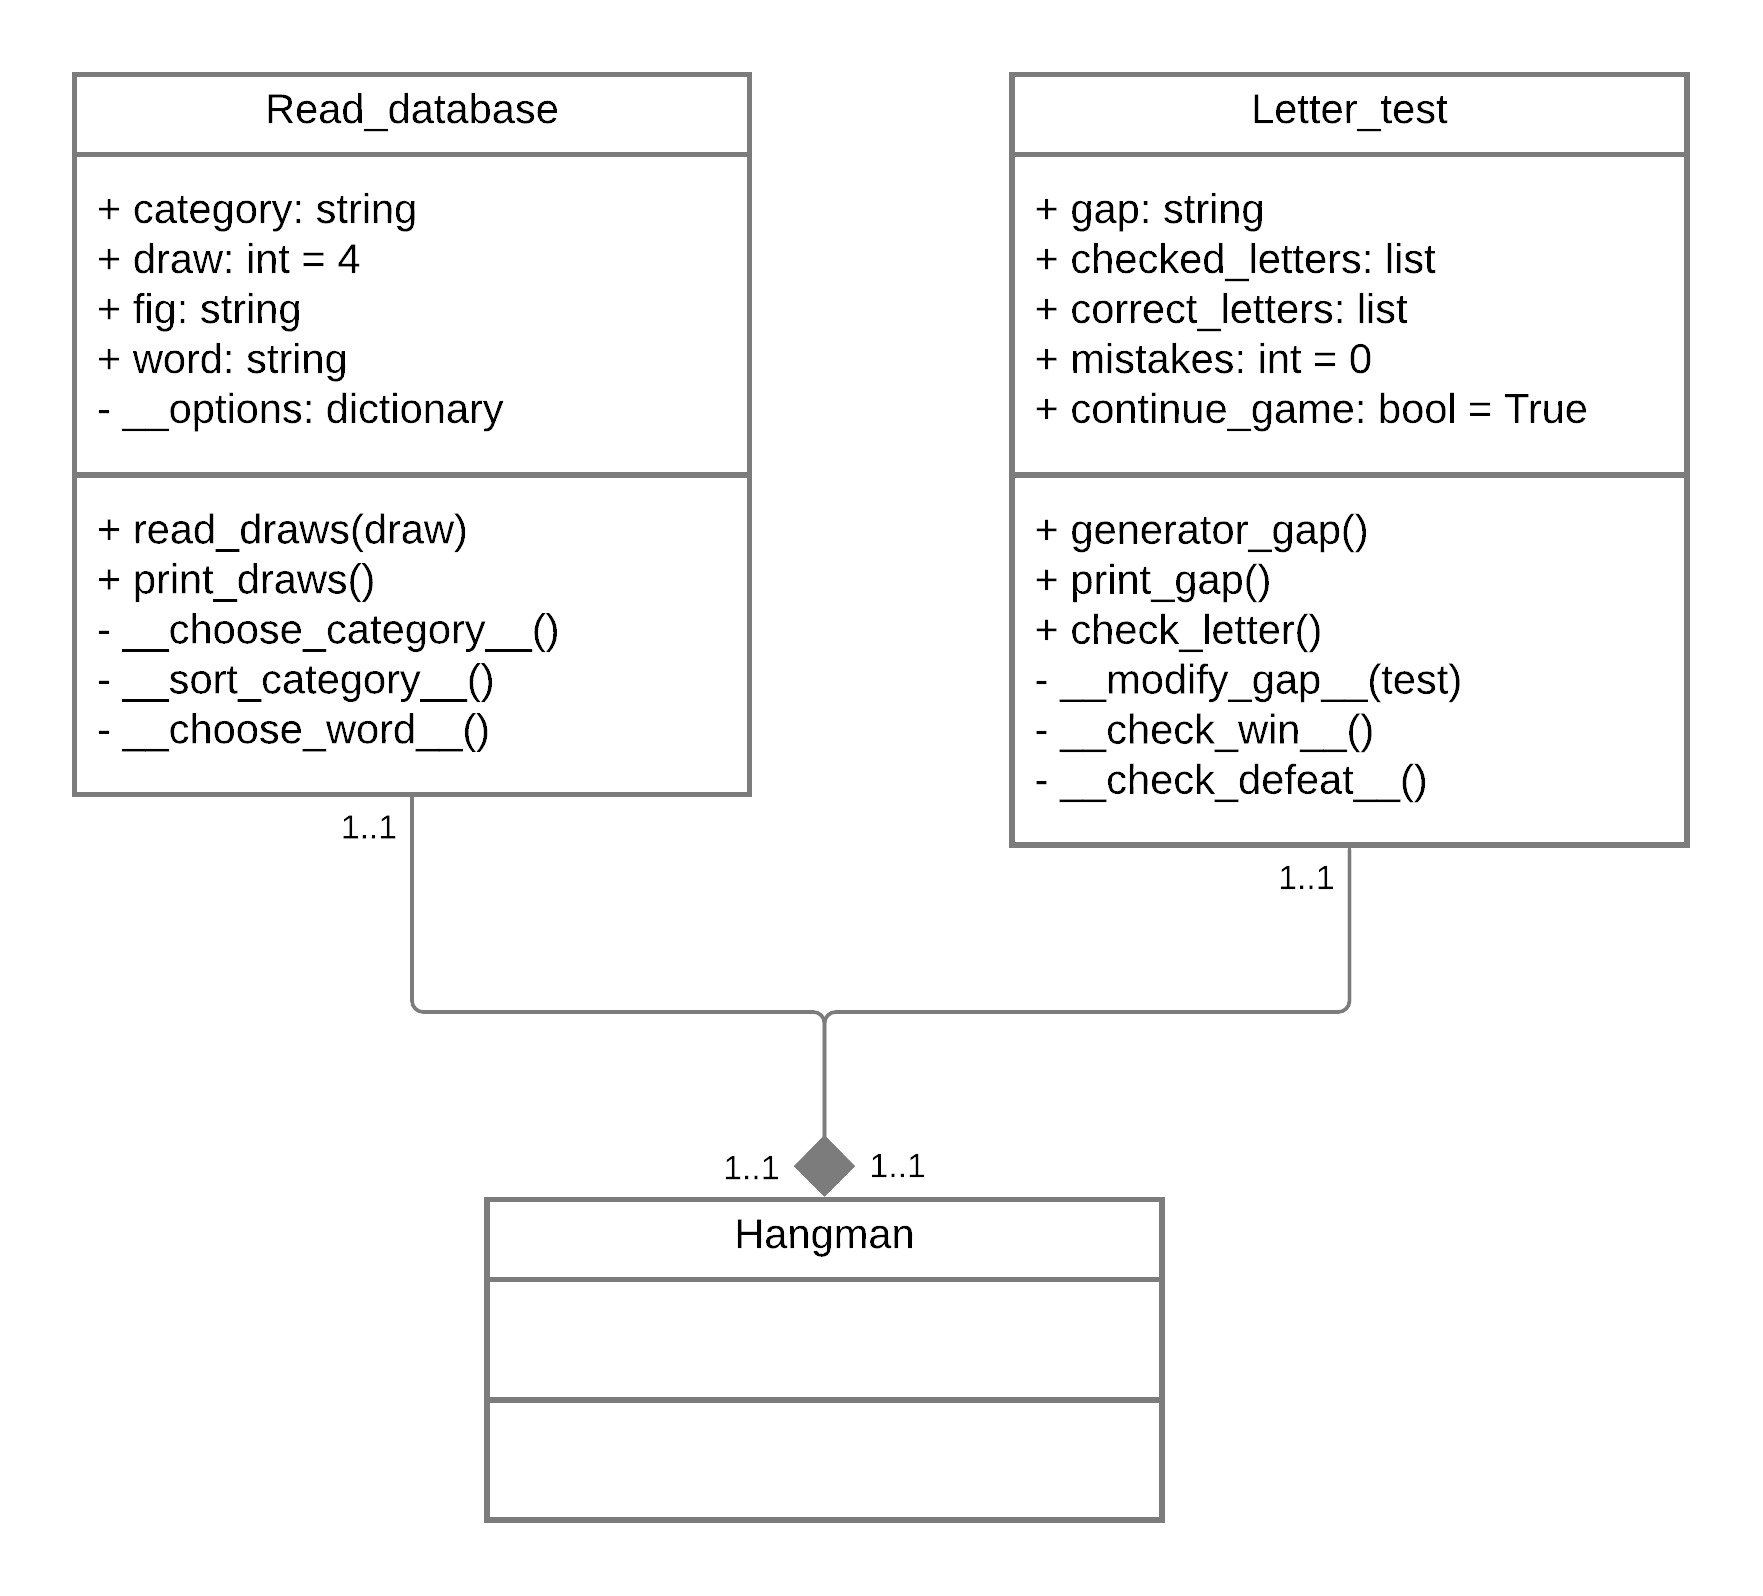 Read_database
+ category: string
+ draw: int = 4
+ fig: string
+ word: string
- __options: dictionary
+ read_draws(draw)
+ print_draws()
- __choose_category__()
- __sort_category__()
- __choose_word__()
1..1
Letter_test
+ gap: string
+ checked_letters: list
+ correct_letters: list
+ mistakes: int = 0
+ continue_game: bool = True
+ generator_gap()
+ print_gap()
+ check_letter()
- __modify_gap__(test)
- __check_win__()
- __check_defeat__()
1..1
1..1
1..1
Hangman